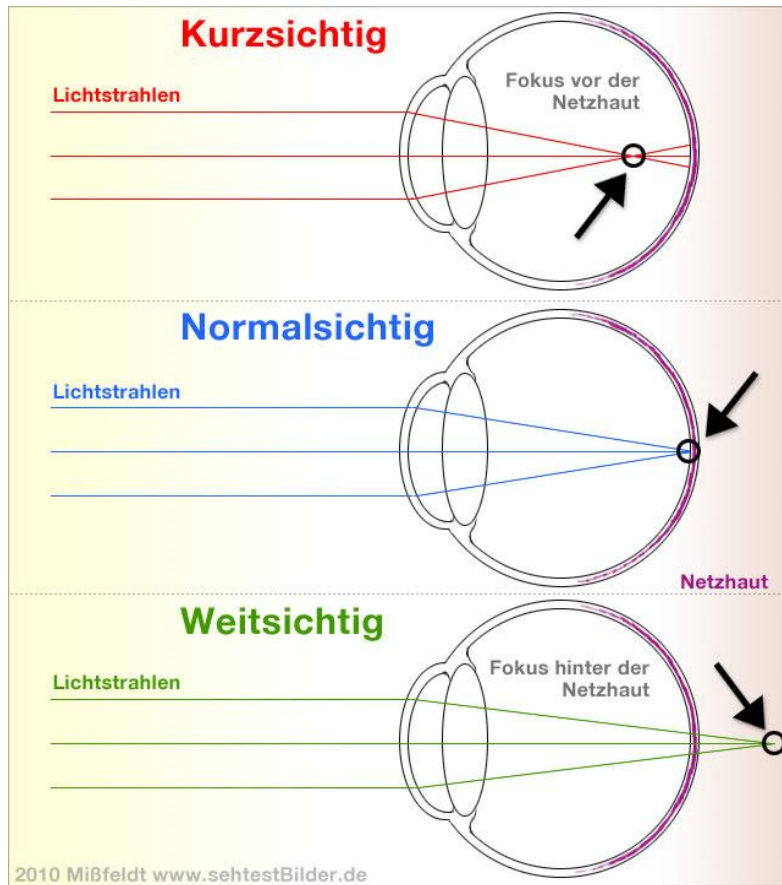 Kurzsichtig
Lichtstrahlen
Fokus vor der
Netzhaut
Normalsichtig
Lichtstrahlen
Netzhaut
Weitsichtig
Lichtstrahlen
Fokus hinter der
Netzhaut
2010 Mißfeldt www.sehtestBilder.de